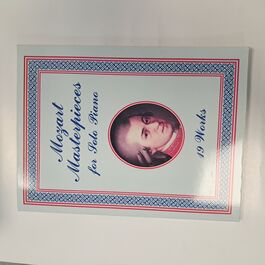 Mozart
Masterpieces
for Solo Piano
19 Works